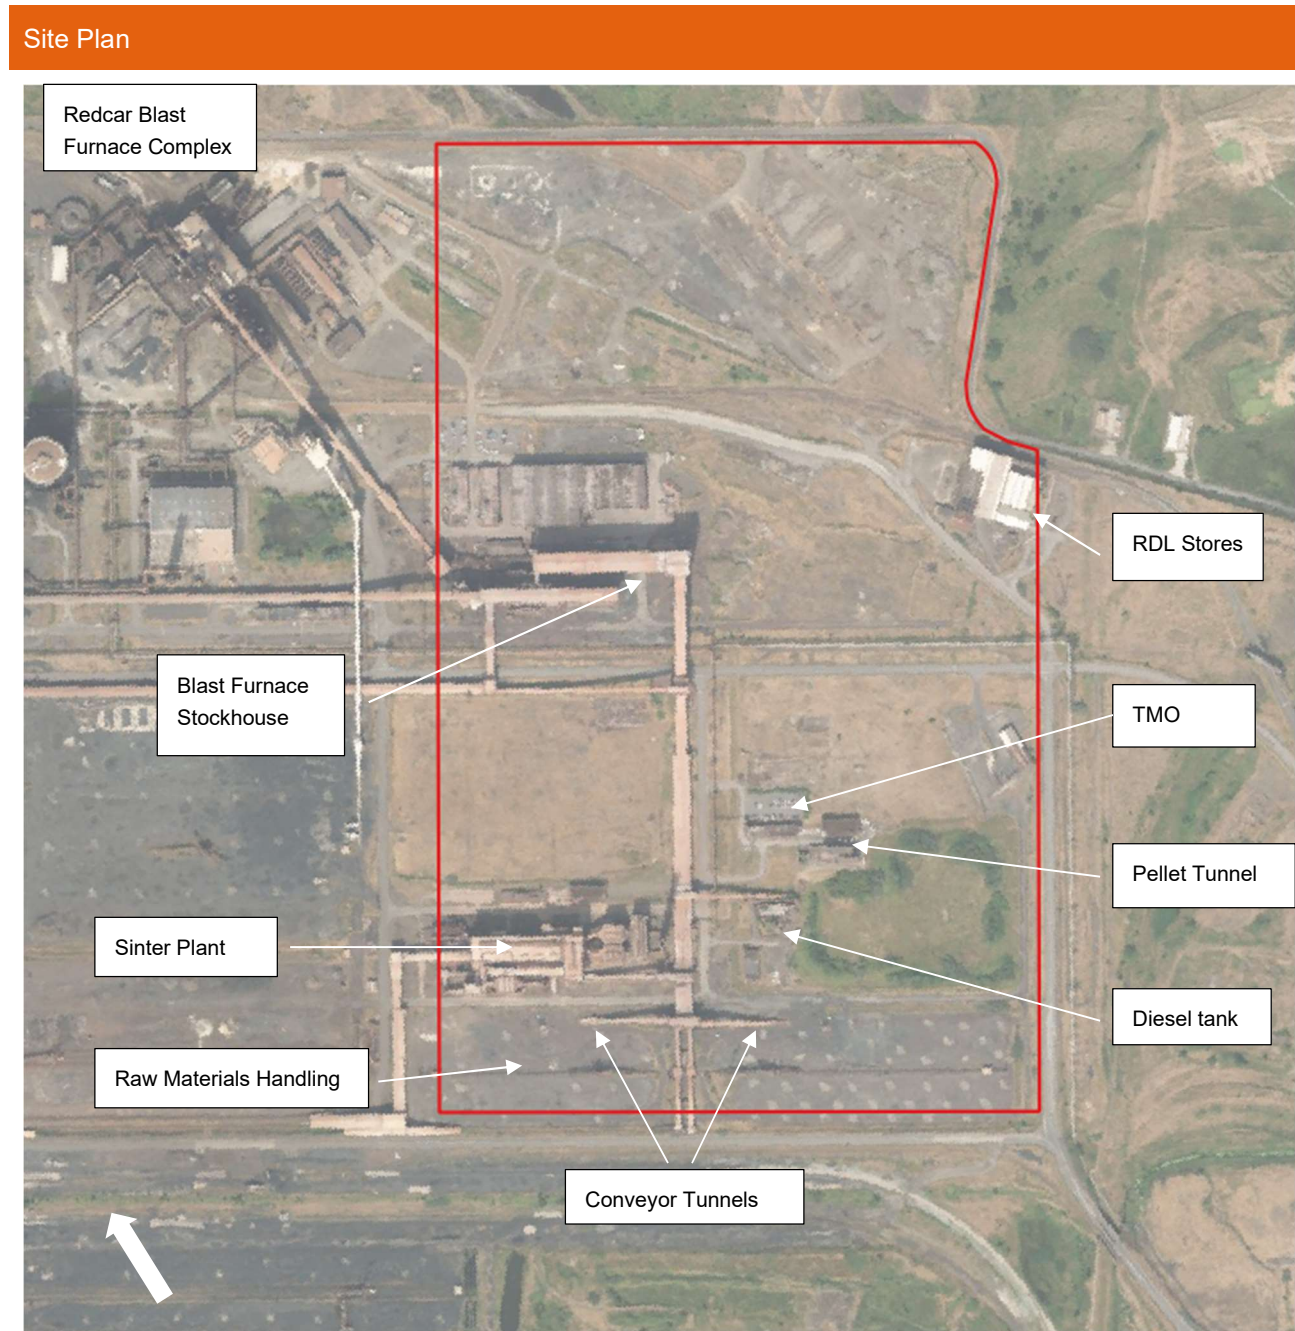 Site Plan
Redcar Blast
Furnace Complex
RDL Stores
Blast Furnace
Stockhouse
TMO
Pellet Tunnel
Sinter Plant
Diesel tank
Raw Materials Handling
Conveyor Tunnels